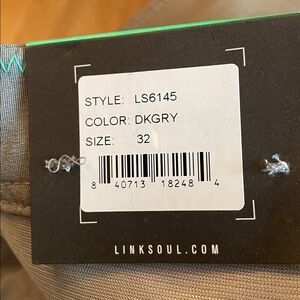 STYLE: LS6145
COLOR: DKGRY
SIZE: 32
8 40713 18248 4
LINKSOUL.COM